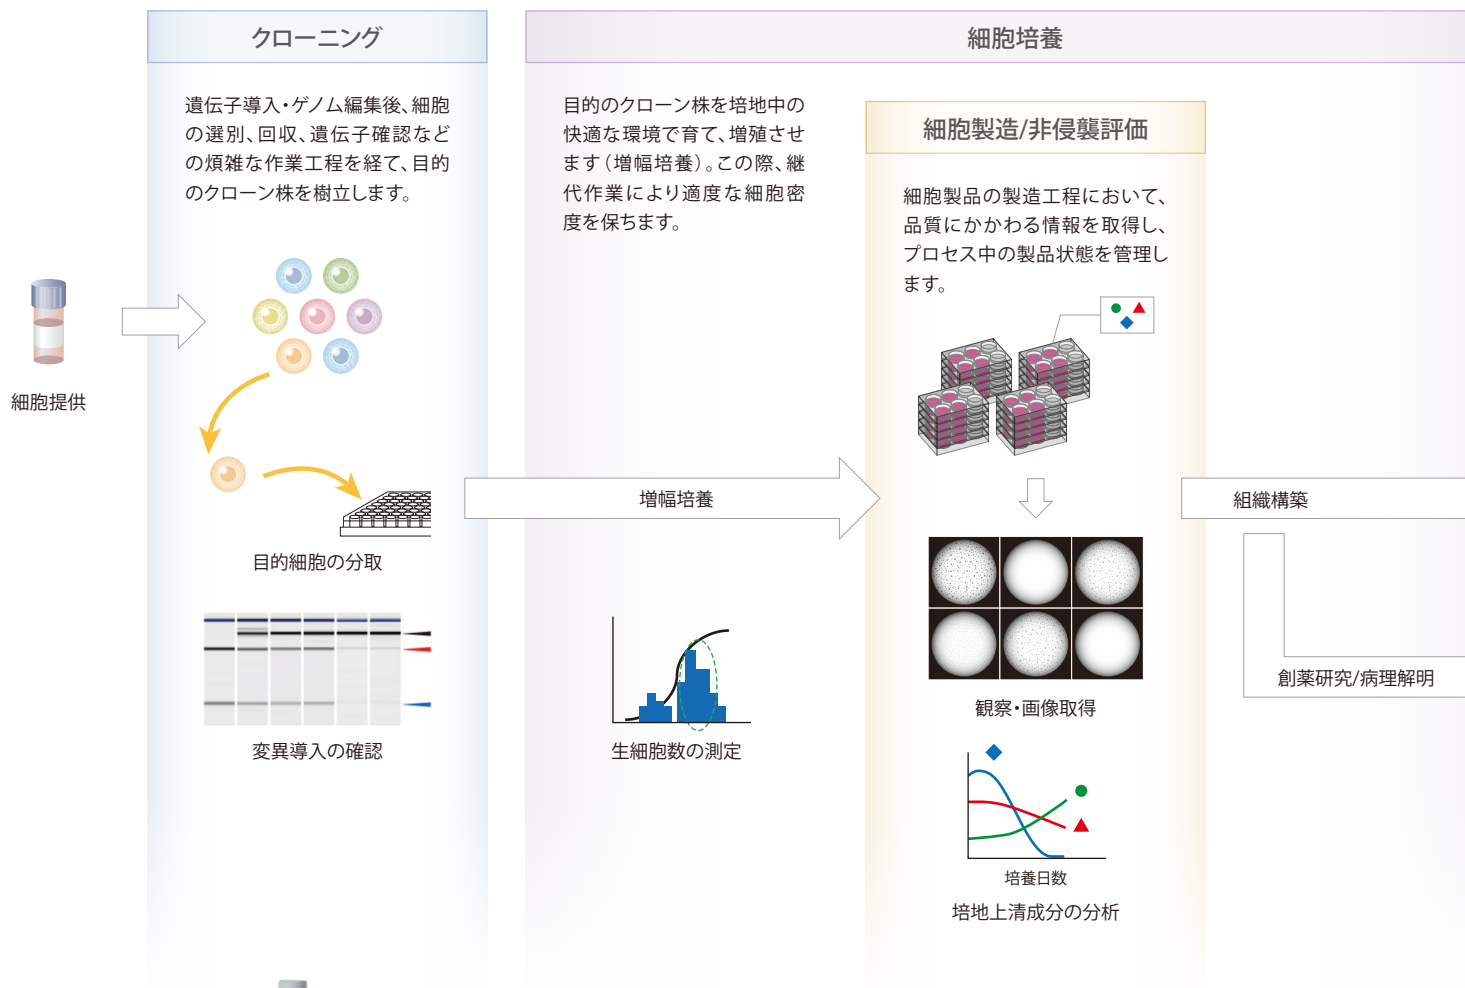 クローニング
遺伝子導入・ゲノム編集後、細胞
の選別、回収、遺伝子確認など
の煩雑な作業工程を経て、目的
のクローン株を樹立します。
細胞提供
目的細胞の分取
変異導入の確認
細胞培養
目的のクローン株を培地中の
快適な環境で育て、増殖させ
ます（増幅培養）。この際、継
代作業により適度な細胞密
度を保ちます。
増幅培養
生細胞数の測定
細胞製造/非侵襲評価
細胞製品の製造工程において、
品質にかかわる情報を取得し、
プロセス中の製品状態を管理し
ます。
観察・画像取得
培養日数
培地上清成分の分析
組織構築
創薬研究/病理解明